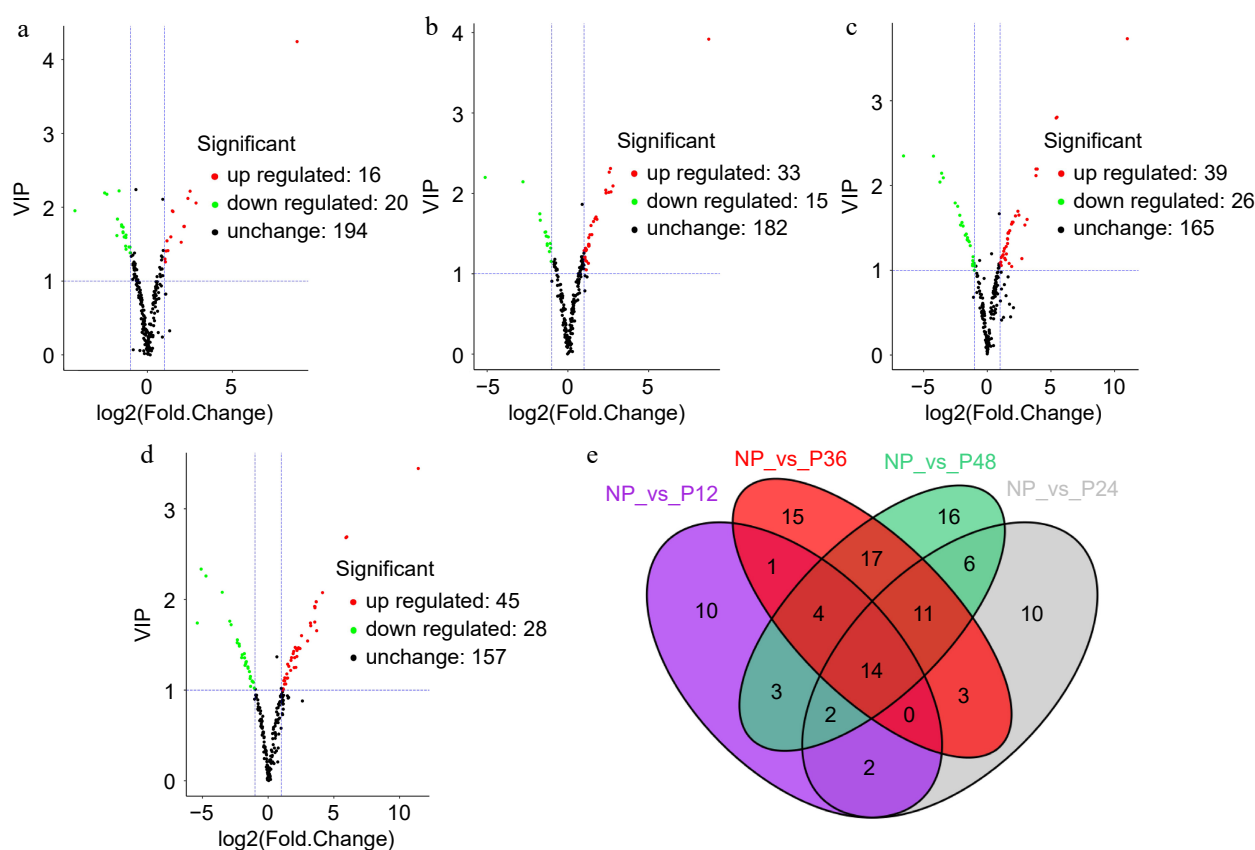 a
4
3
2
1
0
VIP
Significant
up regulated: 16
down regulated: 20
unchange: 194
0 5
log2(Fold.Change)
b
4
3
2
1
0
VIP
Significant
up regulated: 33
down regulated: 15
unchange: 182
−5 0 5
log2(Fold.Change)
c
3
2
1
0
VIP
Significant
up regulated: 39
down regulated: 26
unchange: 165
−5 0 5 10
log2(Fold.Change)
d
3
2
1
0
VIP
Significant
up regulated: 45
down regulated: 28
unchange: 157
−5 0 5 10
log2(Fold.Change)
e
NP_vs_P36 NP_vs_P48
NP_vs_P12 NP_vs_P24
15 16
17
1 6
10 4 11 10
14
3 2 0 3
2